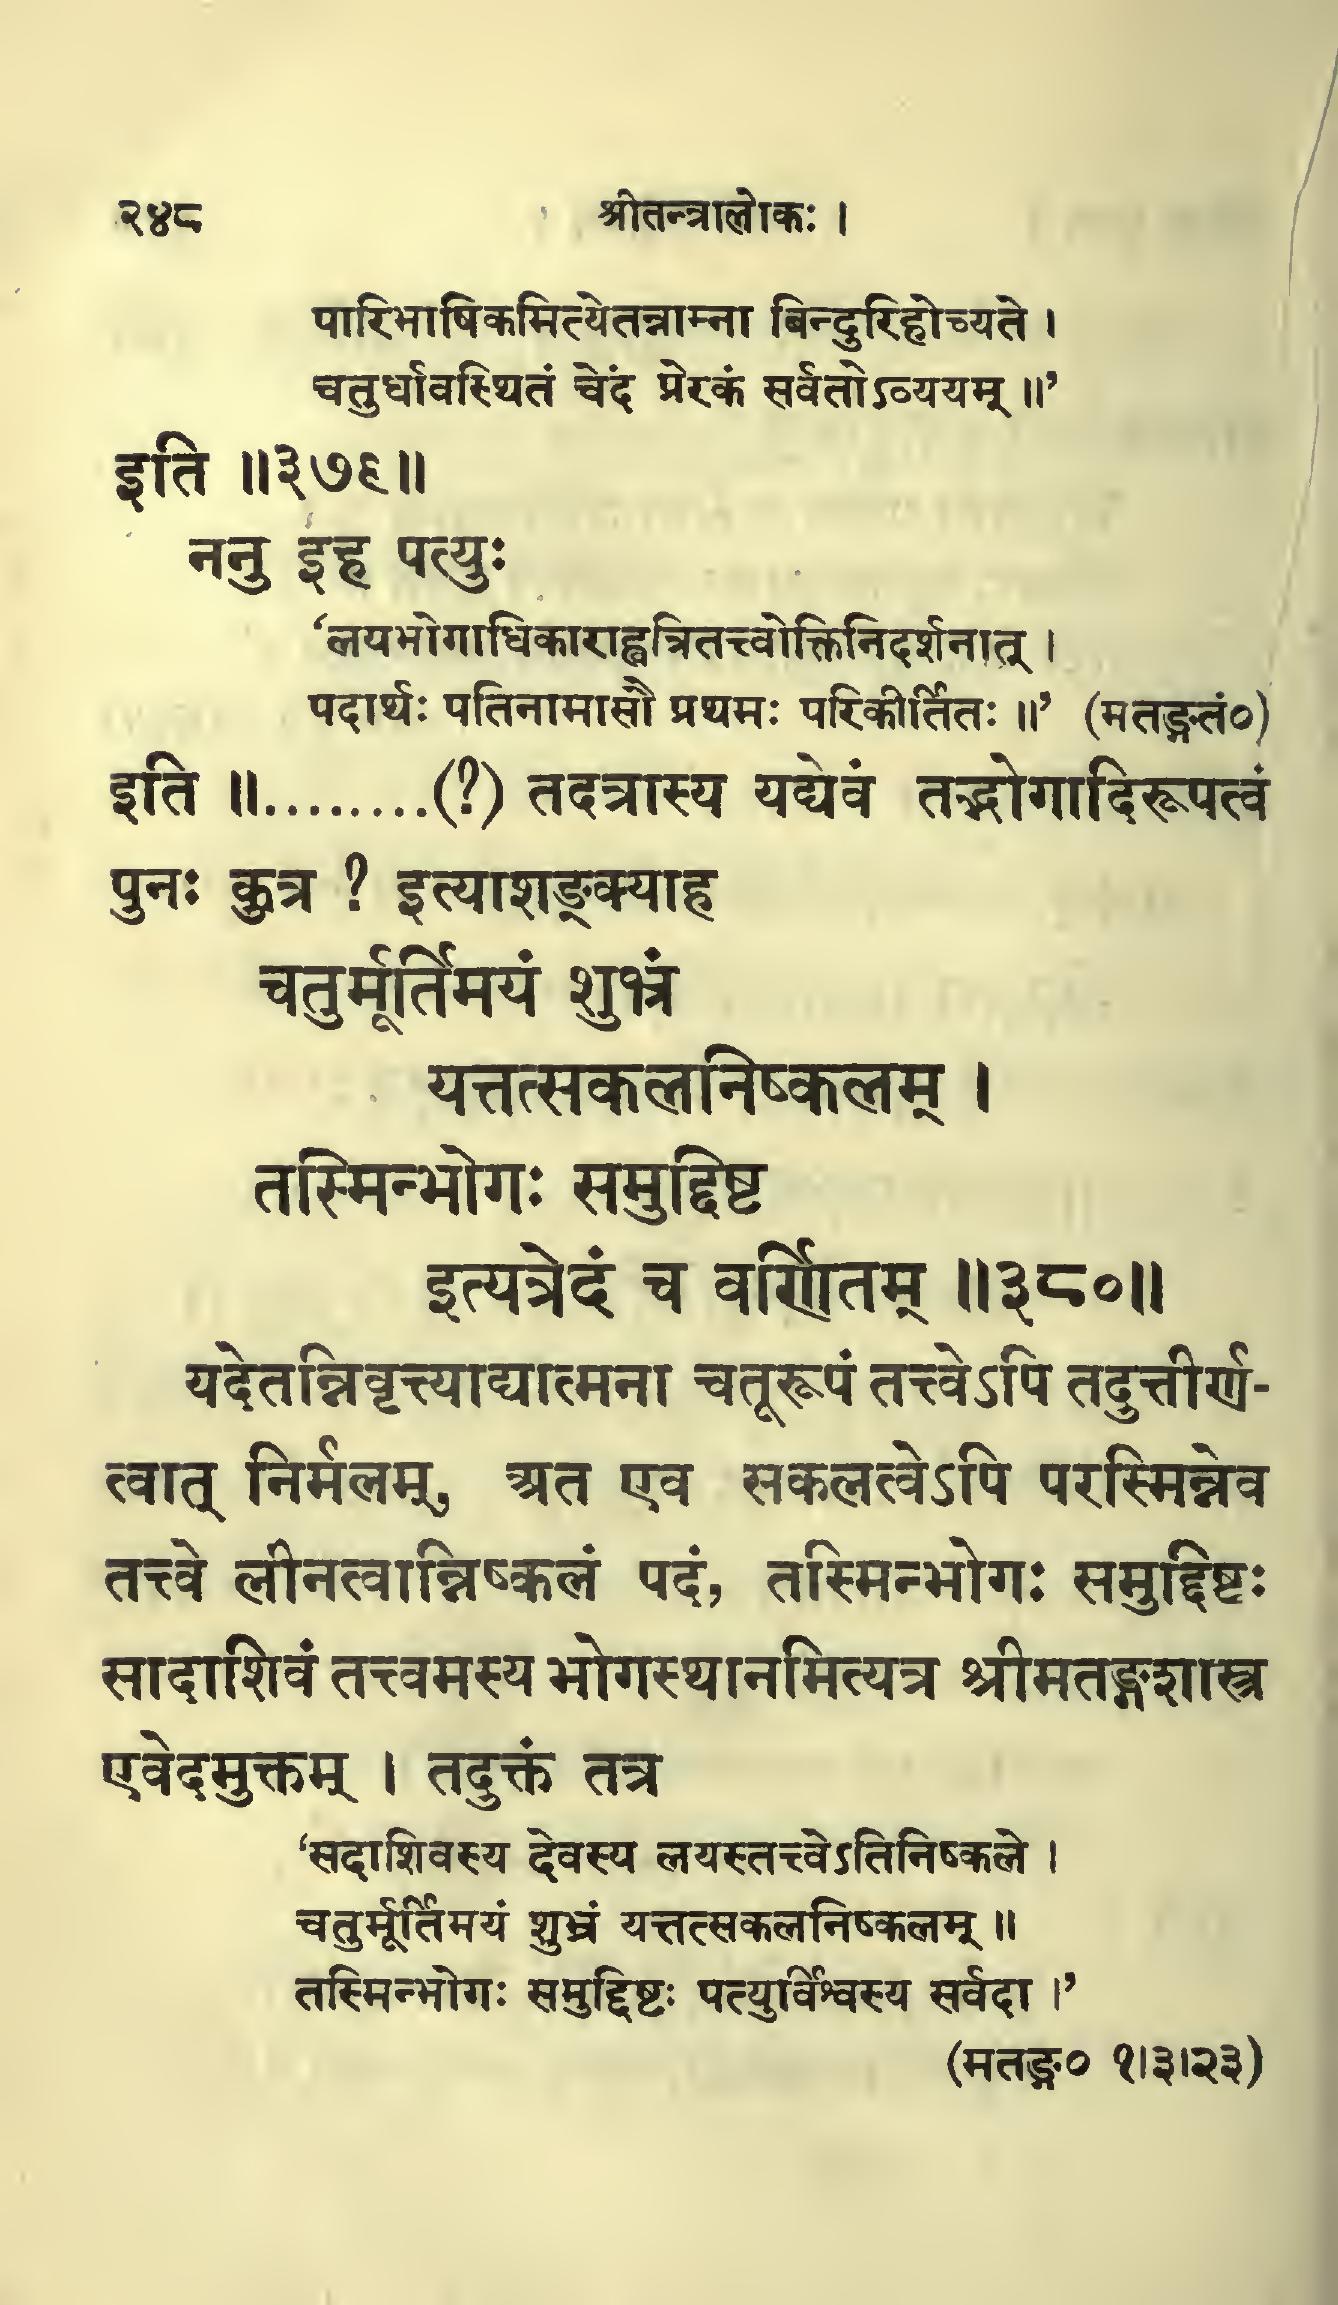 २४८ श्रीतन्त्रालोकः ।
पारिभाषिकमित्येतन्नाम्ना बिन्दुरिहोच्यते ।
चतुर्धावस्थितं चेदं प्रेरकं सर्वतोऽव्ययम् ॥’
इति ॥३७९॥
ननु इह पत्युः
‘लयभोगाधिकाराह्वत्रितत्त्वोक्तिनिदर्शनात् ।
पदार्थः पतिनामासौ प्रथमः परिकीर्तितः ॥’ (मतङ्गतं०)
इति ॥........(?) तदत्रास्य यद्येवं तद्भोगादिरूपत्वं
पुनः कुत्र ? इत्याशङ्क्याह
चतुर्मूर्तिमयं शुभ्रं
यत्तत्सकलनिष्कलम् ।
तस्मिन्भोगः समुद्दिष्ट
इत्यत्रेदं च वर्णितम् ॥३८०॥
यदेतन्निवृत्त्याद्यात्मना चतूरूपं तत्त्वेऽपि तदुत्तीर्ण-
त्वात् निर्मलम्, अत एव सकलत्वेऽपि परस्मिन्नेव
तत्त्वे लीनत्वान्निष्कलं पदं, तस्मिन्भोगः समुद्दिष्टः
सादाशिवं तत्त्वमस्य भोगस्थानमित्यत्र श्रीमतङ्गशास्त्र
एवेदमुक्तम् । तदुक्तं तत्र
‘सदाशिवस्य देवस्य लयस्तत्त्वेऽतिनिष्कले ।
चतुर्मूर्तिमयं शुभ्रं यत्तत्सकलनिष्कलम् ॥
तस्मिन्भोगः समुद्दिष्टः पत्युर्विश्वस्य सर्वदा ।’
(मतङ्ग० १।३।२३)